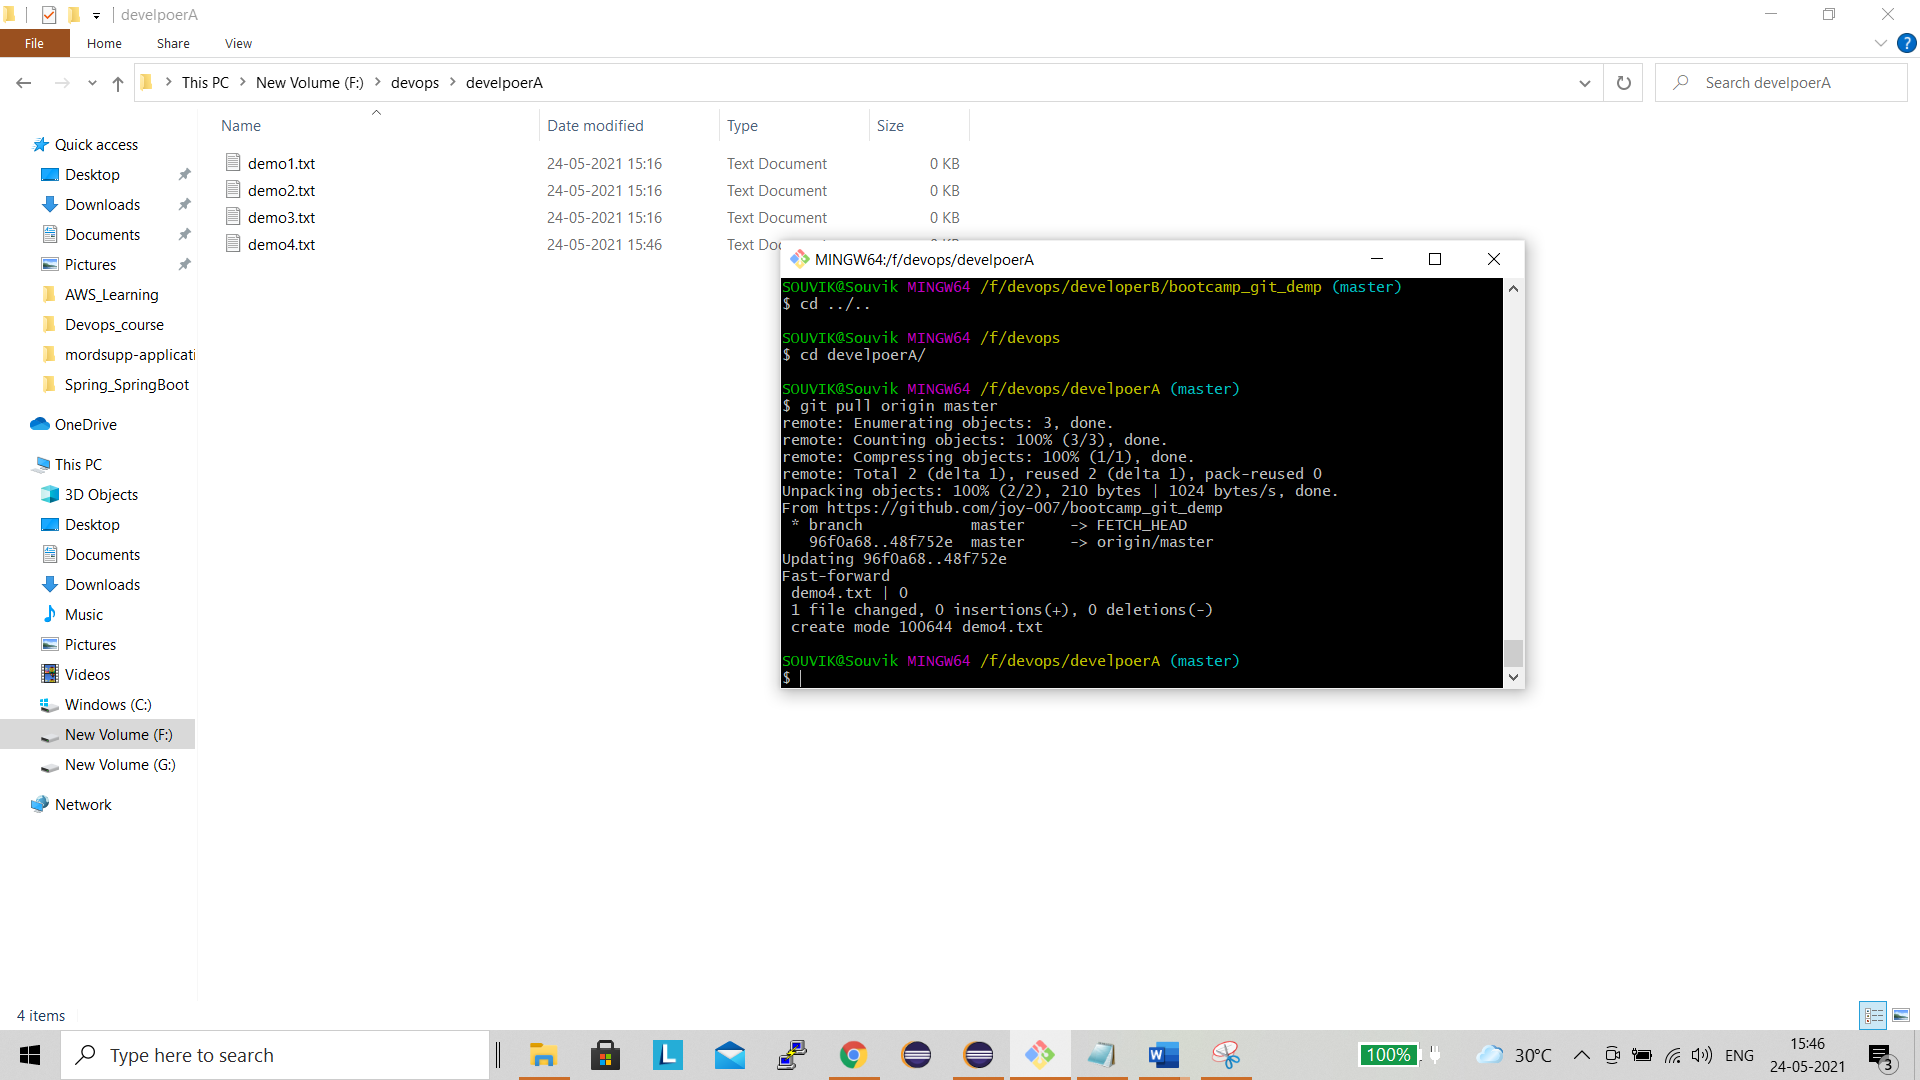 develpoerA
File Home Share View
This PC New Volume (F:) devops develpoerA
Search develpoerA
Name Date modified Type Size
demo1.txt 24-05-2021 15:16 Text Document 0 KB
demo2.txt 24-05-2021 15:16 Text Document 0 KB
demo3.txt 24-05-2021 15:16 Text Document 0 KB
demo4.txt 24-05-2021 15:46 Text Do
Quick access
Desktop
Downloads
Documents
Pictures
AWS_Learning
Devops_course
mordsupp-applicati
Spring_SpringBoot
OneDrive
This PC
3D Objects
Desktop
Documents
Downloads
Music
Pictures
Videos
Windows (C:)
New Volume (F:)
New Volume (G:)
Network
4 items
MINGW64:/f/devops/develpoerA
SOUVIK@Souvik MINGW64 /f/devops/developerB/bootcamp_git_demp (master)
$ cd ../..
SOUVIK@Souvik MINGW64 /f/devops
$ cd develpoerA/
SOUVIK@Souvik MINGW64 /f/devops/develpoerA (master)
$ git pull origin master
remote: Enumerating objects: 3, done.
remote: Counting objects: 100% (3/3), done.
remote: Compressing objects: 100% (1/1), done.
remote: Total 2 (delta 1), reused 2 (delta 1), pack-reused 0
Unpacking objects: 100% (2/2), 210 bytes | 1024 bytes/s, done.
From https://github.com/joy-007/bootcamp_git_demp
* branch master -> FETCH_HEAD
96f0a68..48f752e master -> origin/master
Updating 96f0a68..48f752e
Fast-forward
demo4.txt | 0
1 file changed, 0 insertions(+), 0 deletions(-)
create mode 100644 demo4.txt
SOUVIK@Souvik MINGW64 /f/devops/develpoerA (master)
$
Type here to search
100%
30°C
ENG
15:46
24-05-2021
3